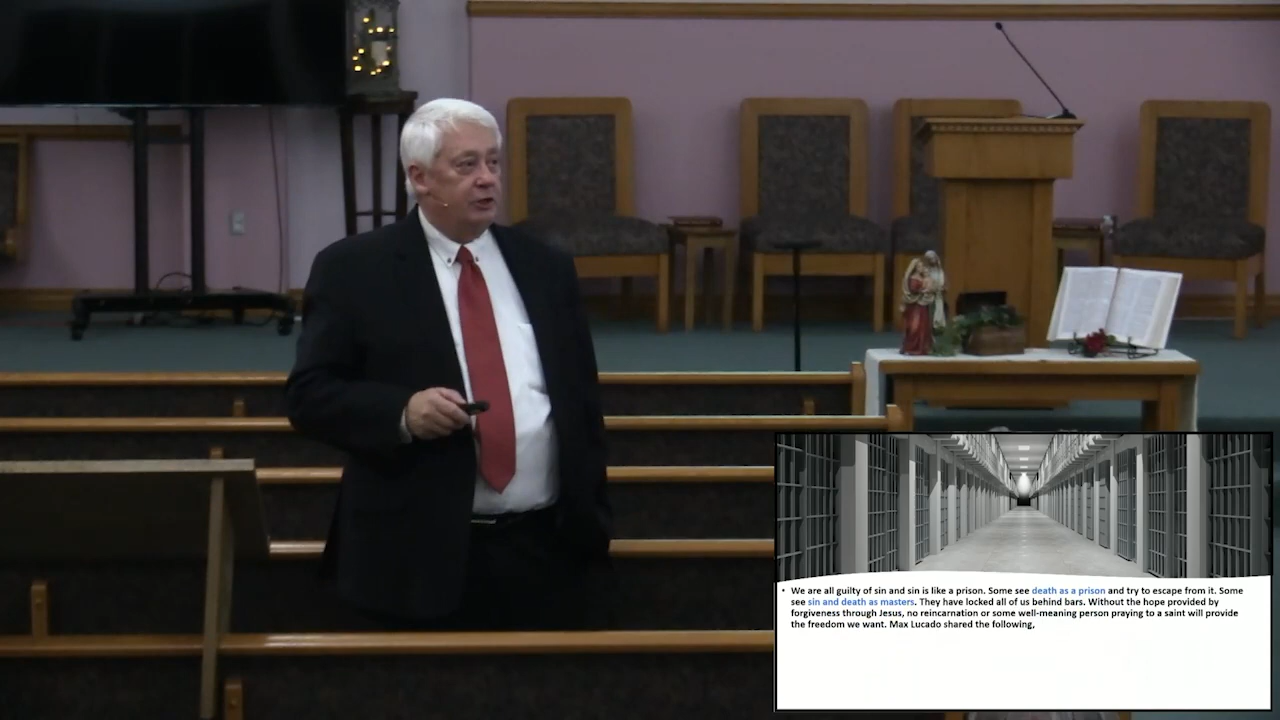 • We are all guilty of sin and sin is like a prison. Some see death as a prison and try to escape from it. Some
see sin and death as masters. They have locked all of us behind bars. Without the hope provided by
forgiveness through Jesus, no reincarnation or some well-meaning person praying to a saint will provide
the freedom we want. Max Lucado shared the following,